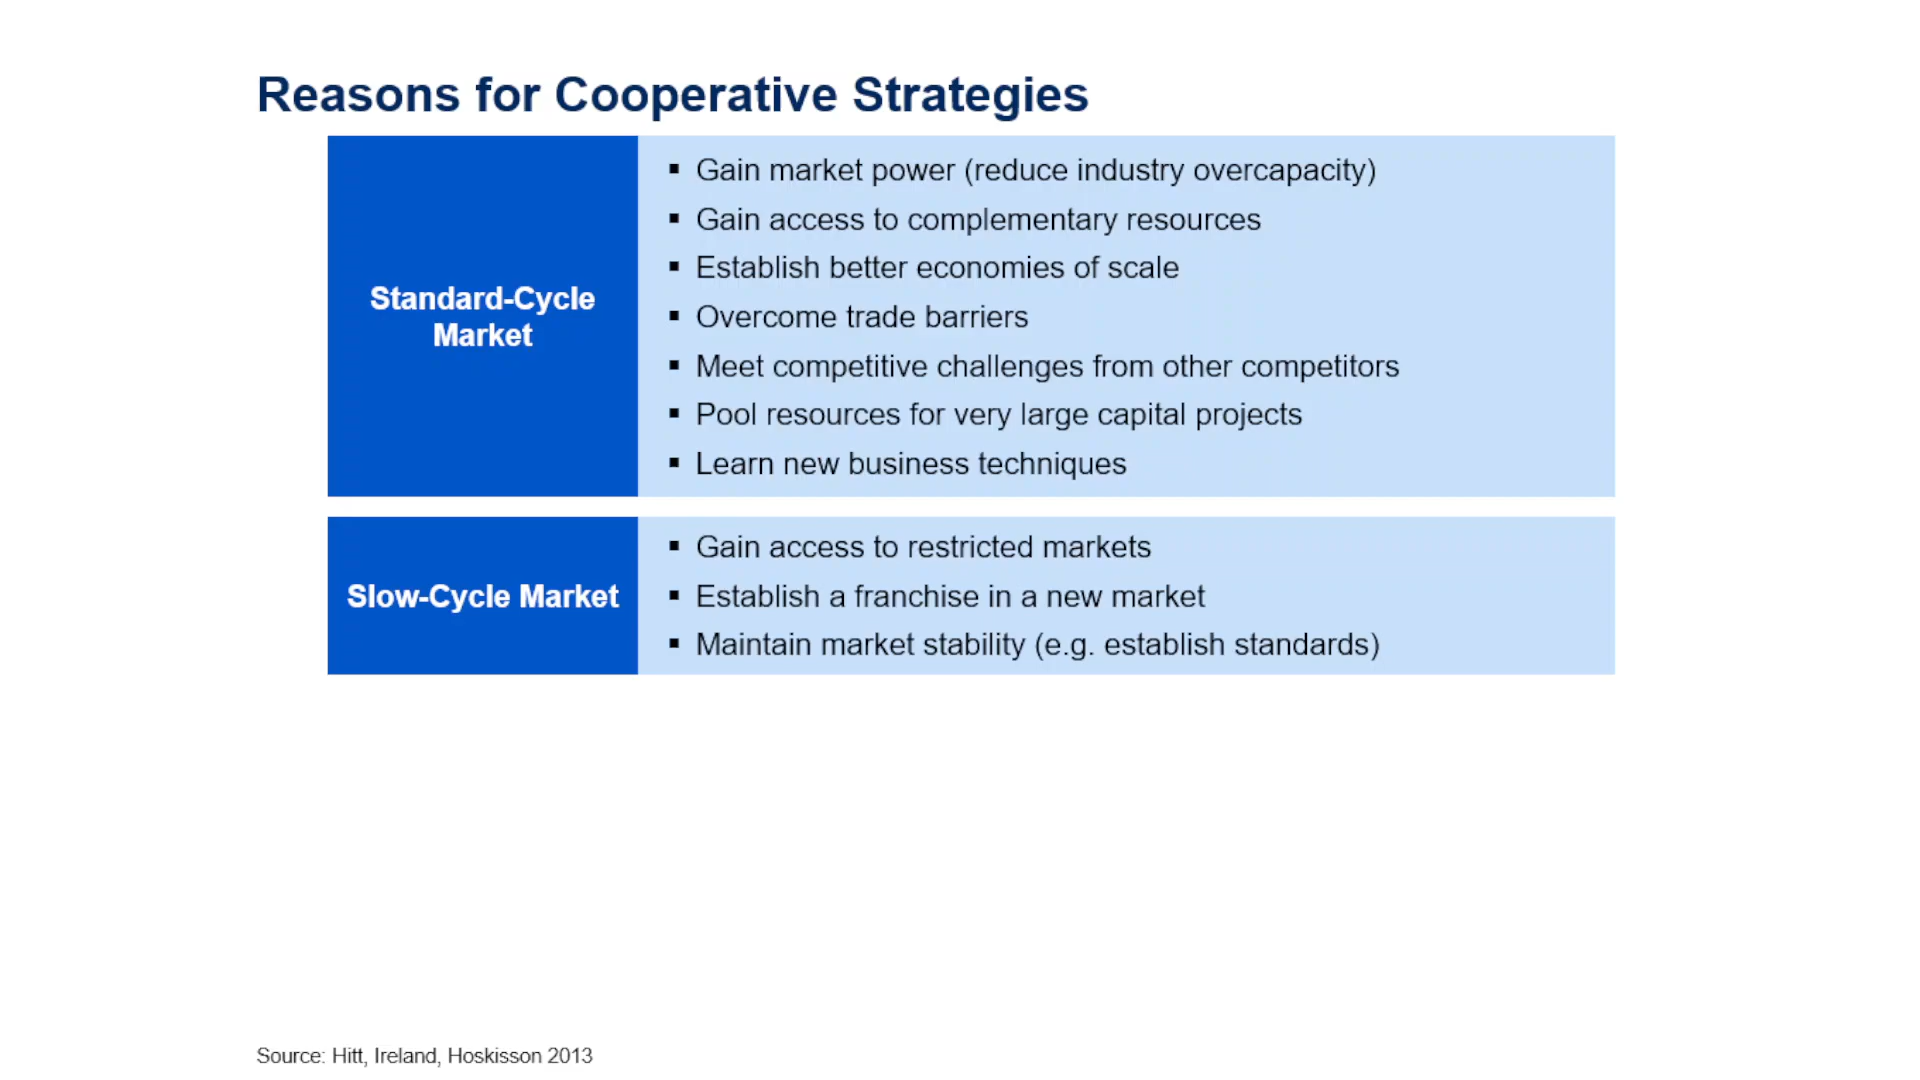 Reasons for Cooperative Strategies
Standard-Cycle
Market
▪ Gain market power (reduce industry overcapacity)
▪ Gain access to complementary resources
▪ Establish better economies of scale
▪ Overcome trade barriers
▪ Meet competitive challenges from other competitors
▪ Pool resources for very large capital projects
▪ Learn new business techniques
Slow-Cycle Market
▪ Gain access to restricted markets
▪ Establish a franchise in a new market
▪ Maintain market stability (e.g. establish standards)
Source: Hitt, Ireland, Hoskisson 2013